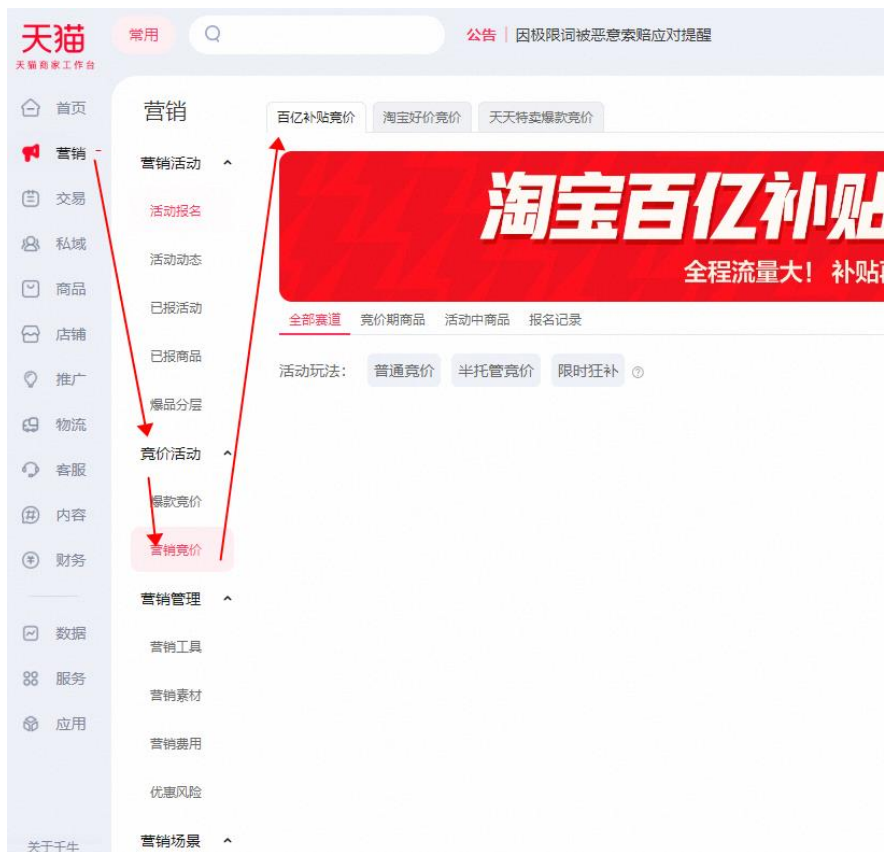 天猫
天猫商家工作台
常用
公告 | 因极限词被恶意索赔应对提醒
首页
营销
交易
私域
商品
店铺
推广
物流
客服
内容
财务
数据
服务
应用
关于千牛
营销
营销活动
活动报名
活动动态
已报活动
已报商品
爆品分层
竞价活动
爆款竞价
营销竞价
营销管理
营销工具
营销素材
营销费用
优惠风险
营销场景
百亿补贴竞价 淘宝好价竞价 天天特卖爆款竞价
淘宝百亿补贴
全程流量大！ 补贴
全部赛道 竞价期商品 活动中商品 报名记录
活动玩法： 普通竞价 半托管竞价 限时狂补